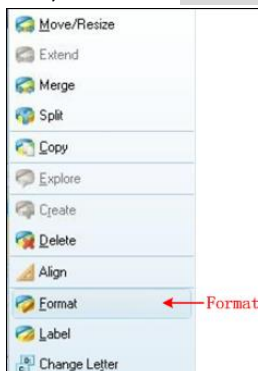 Move/Resize
Extend
Merge
Split
Copy
Explore
Create
Delete
Align
Format Format
Label
Change Letter